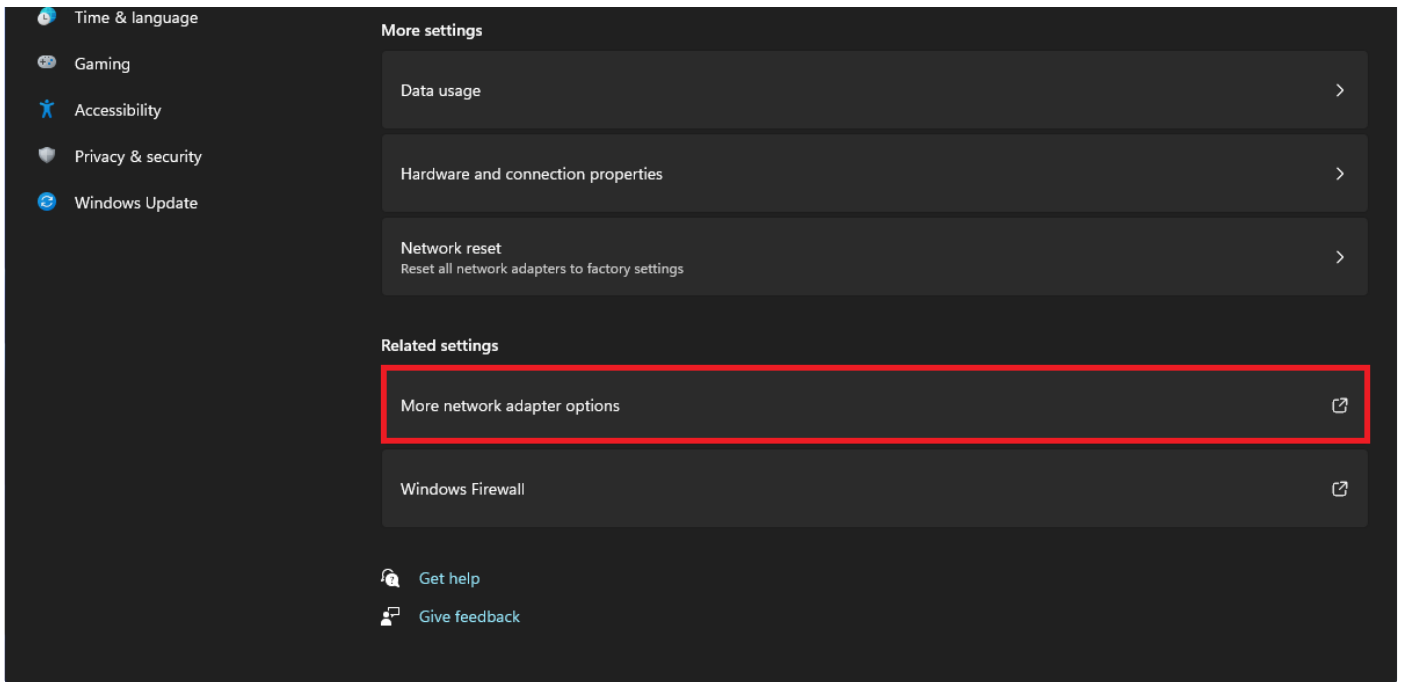 Time & language
Gaming
Accessibility
Privacy & security
Windows Update
More settings
Data usage
Hardware and connection properties
Network reset
Reset all network adapters to factory settings
Related settings
More network adapter options
Windows Firewall
Get help
Give feedback